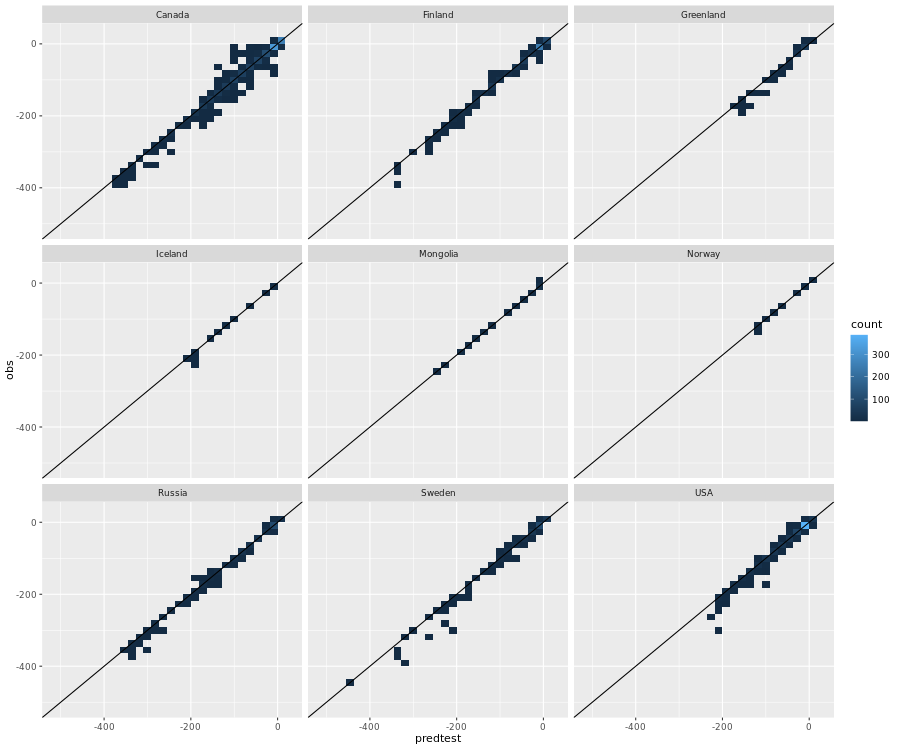 Canada Finland Greenland
0
-200
-400
Iceland Mongolia Norway
0
-200
-400
obs
count
300
200
100
Russia Sweden USA
0
-200
-400
-400 -200 0 -400 -200 0 -400 -200 0
predtest